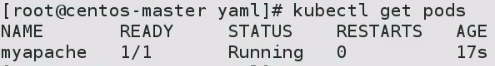 [root@centos-master yaml]# kubectl get pods
NAME READY STATUS RESTARTS AGE
myapache 1/1 Running 0 17s